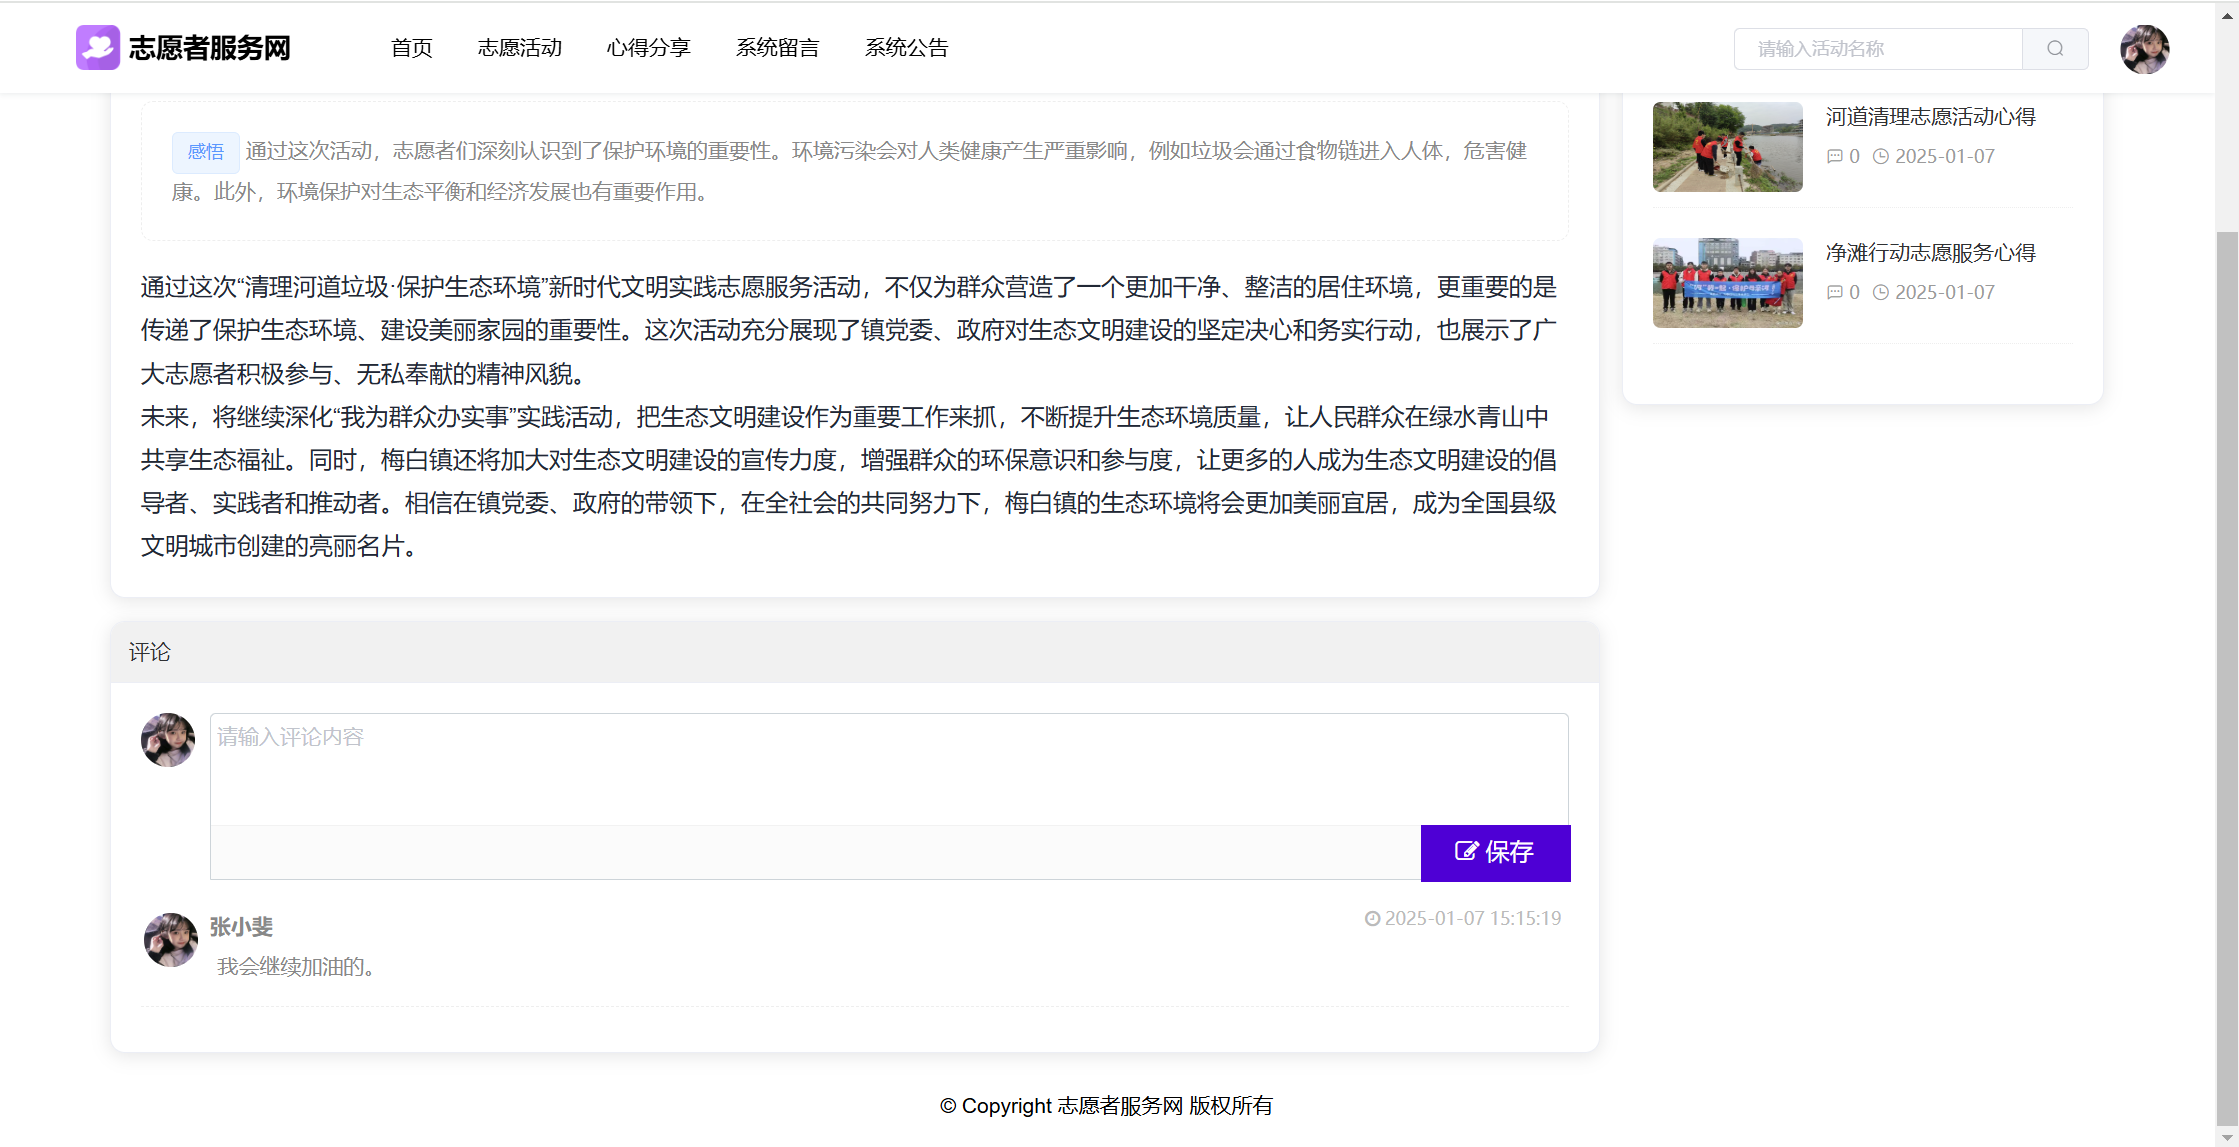 志愿者服务网
首页 志愿活动 心得分享 系统留言 系统公告
请输入活动名称
感悟 通过这次活动，志愿者们深刻认识到了保护环境的重要性。环境污染会对人类健康产生严重影响，例如垃圾会通过食物链进入人体，危害健
康。此外，环境保护对生态平衡和经济发展也有重要作用。
通过这次“清理河道垃圾·保护生态环境”新时代文明实践志愿服务活动，不仅为群众营造了一个更加干净、整洁的居住环境，更重要的是
传递了保护生态环境、建设美丽家园的重要性。这次活动充分展现了镇党委、政府对生态文明建设的坚定决心和务实行动，也展示了广
大志愿者积极参与、无私奉献的精神风貌。
未来，将继续深化“我为群众办实事”实践活动，把生态文明建设作为重要工作来抓，不断提升生态环境质量，让人民群众在绿水青山中
共享生态福祉。同时，梅白镇还将加大对生态文明建设的宣传力度，增强群众的环保意识和参与度，让更多的人成为生态文明建设的倡
导者、实践者和推动者。相信在镇党委、政府的带领下，在全社会的共同努力下，梅白镇的生态环境将会更加美丽宜居，成为全国县级
文明城市创建的亮丽名片。
河道清理志愿活动心得
0 2025-01-07
净滩行动志愿服务心得
0 2025-01-07
评论
请输入评论内容
保存
张小斐
2025-01-07 15:15:19
我会继续加油的。
© Copyright 志愿者服务网 版权所有